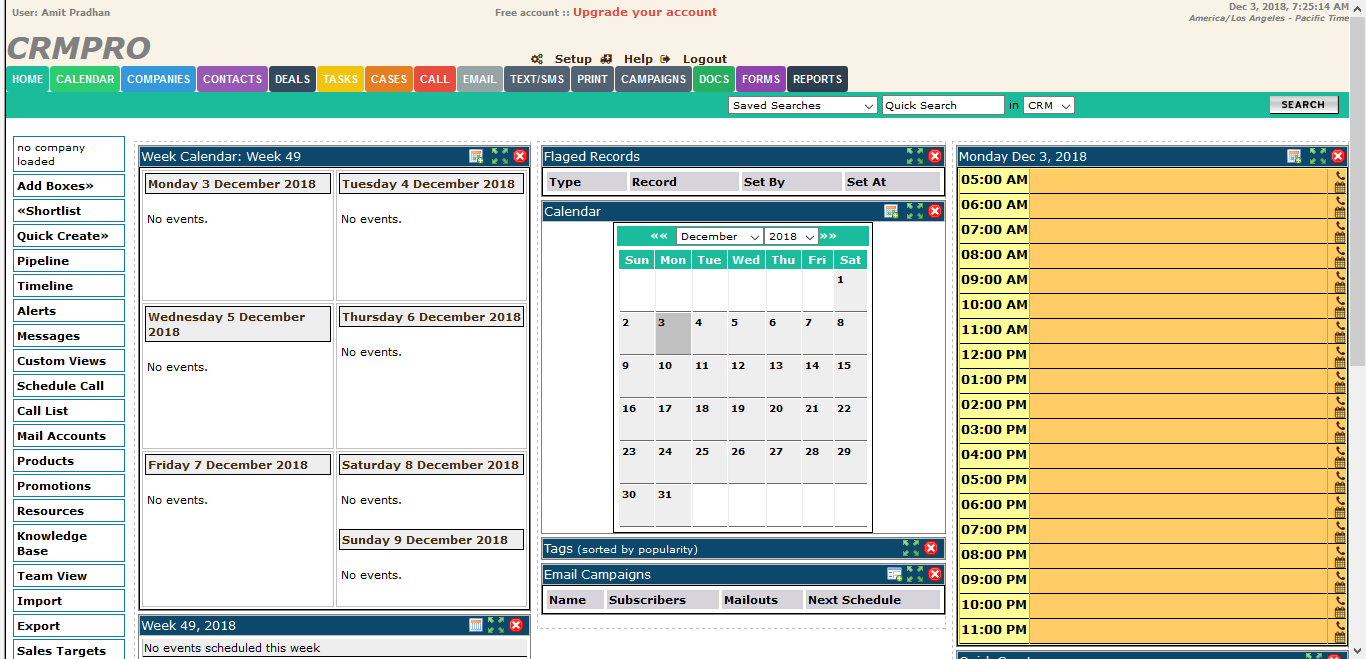 User: Amit Pradhan
Free account :: Upgrade your account
Dec 3, 2018, 7:25:14 AM
America/Los Angeles - Pacific Time
CRMPRO
Setup Help Logout
HOME CALENDAR COMPANIES CONTACTS DEALS TASKS CASES CALL EMAIL TEXT/SMS PRINT CAMPAIGNS DOCS FORMS REPORTS
Saved Searches Quick Search in CRM SEARCH
no company
loaded
Add Boxes»
«Shortlist
Quick Create»
Pipeline
Timeline
Alerts
Messages
Custom Views
Schedule Call
Call List
Mail Accounts
Products
Promotions
Resources
Knowledge
Base
Team View
Import
Export
Sales Targets
Week Calendar: Week 49
Monday 3 December 2018
No events.
Tuesday 4 December 2018
No events.
Wednesday 5 December
2018
No events.
Thursday 6 December 2018
No events.
Friday 7 December 2018
No events.
Saturday 8 December 2018
No events.
Sunday 9 December 2018
No events.
Week 49, 2018
No events scheduled this week
Flaged Records
Type Record Set By Set At
Calendar
«« December 2018 »»
Sun Mon Tue Wed Thu Fri Sat
1
2 3 4 5 6 7 8
9 10 11 12 13 14 15
16 17 18 19 20 21 22
23 24 25 26 27 28 29
30 31
Tags (sorted by popularity)
Email Campaigns
Name Subscribers Mailouts Next Schedule
Monday Dec 3, 2018
05:00 AM
06:00 AM
07:00 AM
08:00 AM
09:00 AM
10:00 AM
11:00 AM
12:00 PM
01:00 PM
02:00 PM
03:00 PM
04:00 PM
05:00 PM
06:00 PM
07:00 PM
08:00 PM
09:00 PM
10:00 PM
11:00 PM